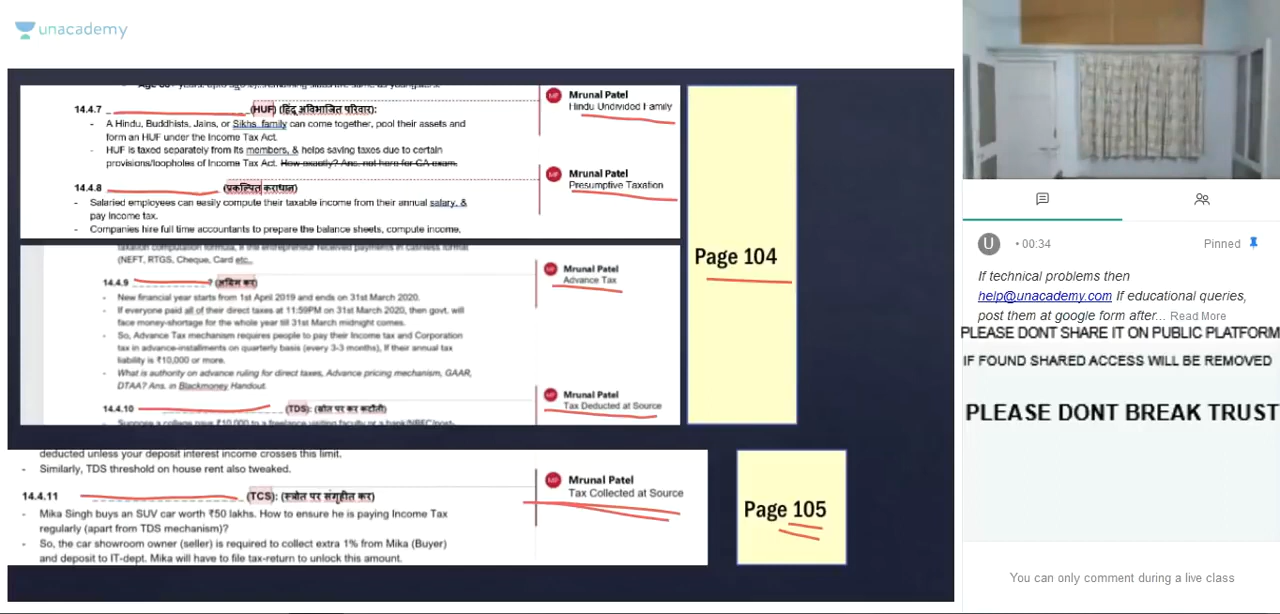 unacademy
14.4.7 (HUF) (हिंदू अविभाजित परिवार):
- A Hindu, Buddhists, Jains, or Sikhs family can come together, pool their assets and
form an HUF under the Income Tax Act.
- HUF is taxed separately from its members, & helps saving taxes due to certain
provisions/loopholes of Income Tax Act. How exactly? Ans. not here for CA exam.
Mrunal Patel
Hindu Undivided Family
14.4.8 (प्रकल्पित कराधान)
Mrunal Patel
Presumptive Taxation
- Salaried employees can easily compute their taxable income from their annual salary, &
pay income tax.
- Companies hire full time accountants to prepare the balance sheets, compute income,
taxation computation formula, if the entrepreneur received payments in cashless format
(NEFT, RTGS, Cheque, Card etc..
14.4.9 ? (अग्रिम कर)
Mrunal Patel
Advance Tax
- New financial year starts from 1st April 2019 and ends on 31st March 2020.
- If everyone paid all of their direct taxes at 11:59PM on 31st March 2020, then govt. will
face money-shortage for the whole year till 31st March midnight comes.
- So, Advance Tax mechanism requires people to pay their Income tax and Corporation
tax in advance-installments on quarterly basis (every 3-3 months), If their annual tax
liability is ₹10,000 or more.
- What is authority on advance ruling for direct taxes, Advance pricing mechanism, GAAR,
DTAA? Ans. in Blackmoney Handout.
14.4.10 (TDS): (स्रोत पर कर कटौती)
Mrunal Patel
Tax Deducted at Source
Page 104
deducted unless your deposit interest income crosses this limit.
- Similarly, TDS threshold on house rent also tweaked.
14.4.11 (TCS): (स्त्रोत पर संगृहीत कर)
Mrunal Patel
Tax Collected at Source
- Mika Singh buys an SUV car worth ₹50 lakhs. How to ensure he is paying Income Tax
regularly (apart from TDS mechanism)?
- So, the car showroom owner (seller) is required to collect extra 1% from Mika (Buyer)
and deposit to IT-dept. Mika will have to file tax-return to unlock this amount.
Page 105
U • 00:34 Pinned
If technical problems then
help@unacademy.com If educational queries,
post them at google form after... Read More
PLEASE DONT SHARE IT ON PUBLIC PLATFORM
IF FOUND SHARED ACCESS WILL BE REMOVED
PLEASE DONT BREAK TRUST
You can only comment during a live class